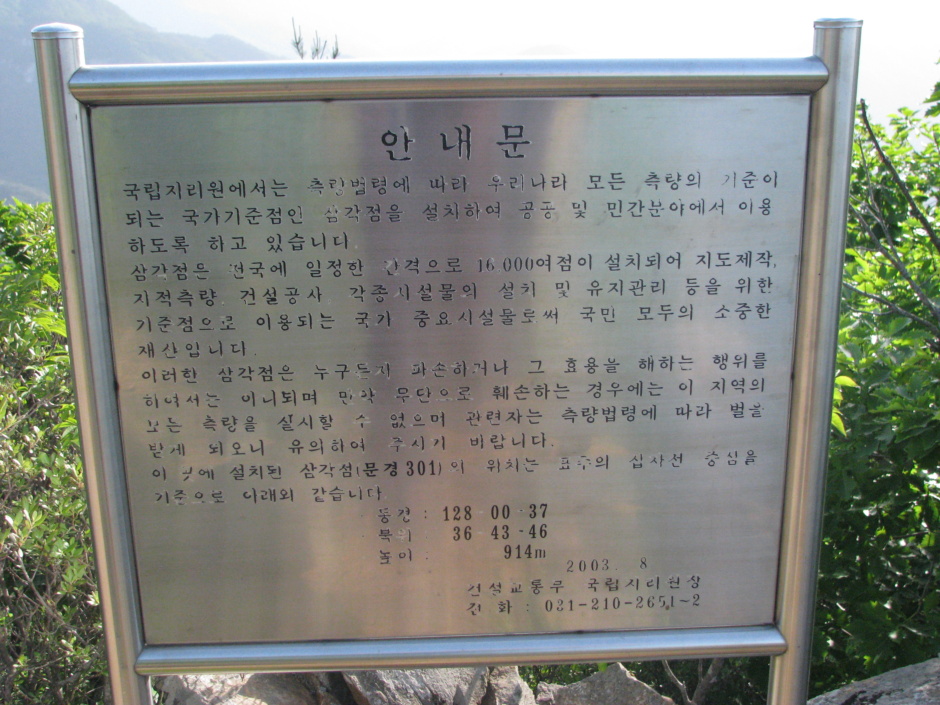 안내문
국립지리원에서는 측량법령에 따라 우리나라 모든 측량의 기준이
되는 국가기준점인 삼각점을 설치하여 공공 및 민간분야에서 이용
하도록 하고 있습니다
삼각점은 전국에 일정한 간격으로 16 000여점이 설치되어 지도제작,
지적측량, 건설공사, 각종시설물의 설치 및 유지관리 등을 위한
기준점으로 이용되는 국가 중요시설물로써 국민 모두의 소중한
재산입니다.
이러한 삼각점은 누구든지 파손하거나 그 효용을 해하는 행위를
하여서는 아니되며 만약 무단으로 훼손하는 경우에는 이 지역의
모든 측량을 실시할 수 없으며 관련자는 측량법령에 따라 벌을
받게 되오니 유의하여 주시기 바랍니다.
이 곳에 설치된 삼각점(문경301)의 위치는 표주의 십자선 중심을
기준으로 아래와 같습니다.
동경 : 128 - 00 - 37
북위 : 36 - 43 - 46
높이 : 914m
2003. 8
건설교통부 국립지리원장
전 화 : 031-210-2651~2